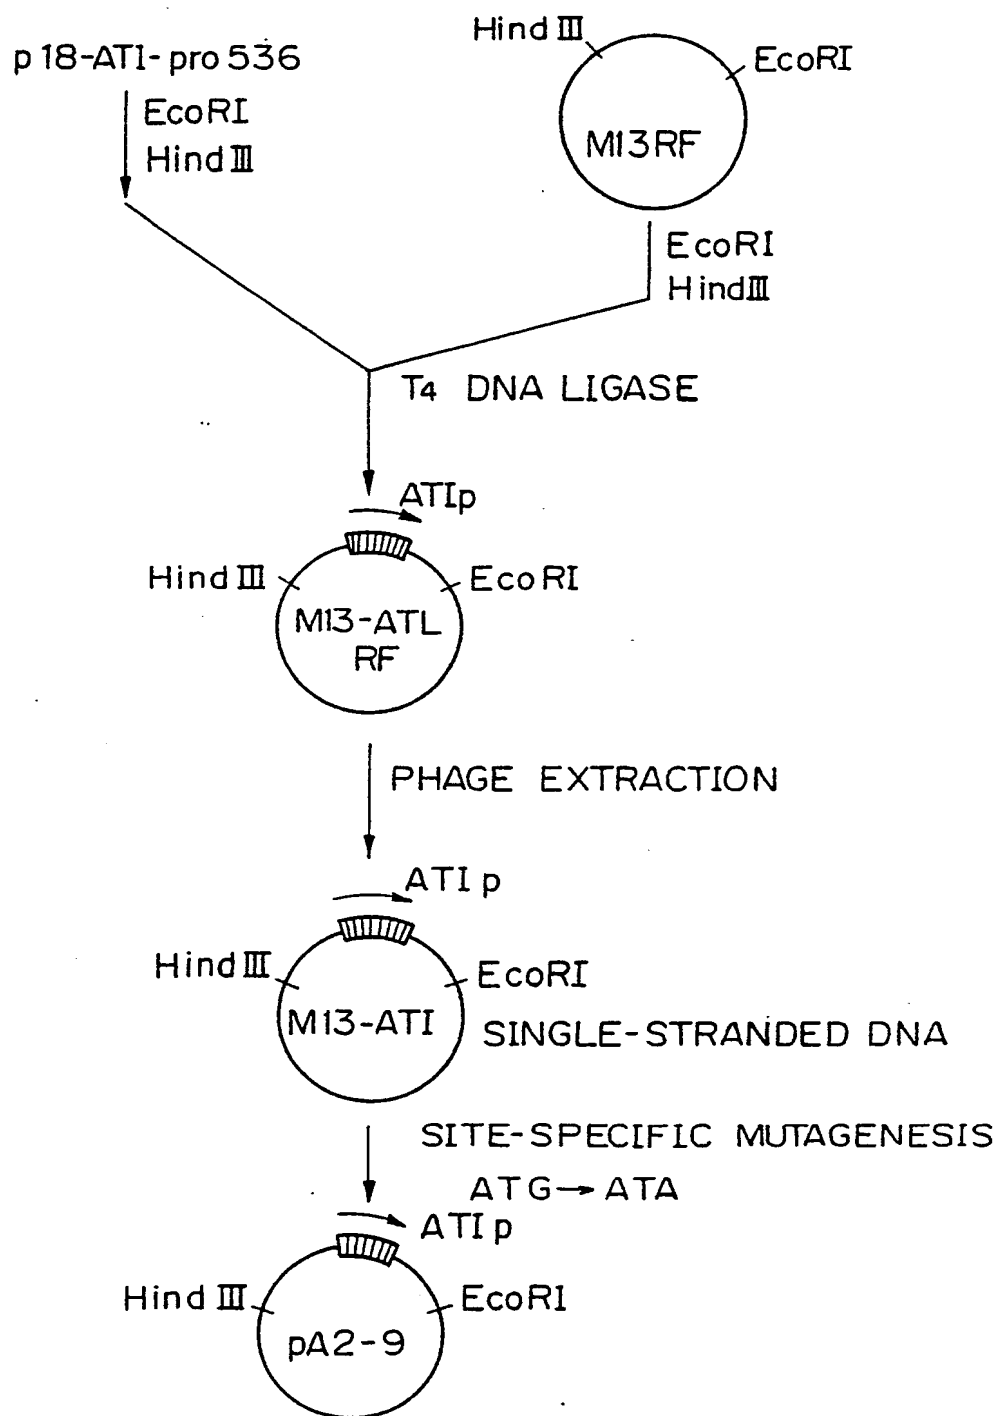 p18-ATI-pro 536
EcoRI
Hind III
Hind III
EcoRI
M13RF
EcoRI
Hind III
T4 DNA LIGASE
ATIp
Hind III
EcoRI
M13-ATL
RF
PHAGE EXTRACTION
ATI p
Hind III
EcoRI
M13-ATI
SINGLE-STRANDED DNA
SITE-SPECIFIC MUTAGENESIS
ATG→ATA
ATI p
Hind III
EcoRI
pA2-9